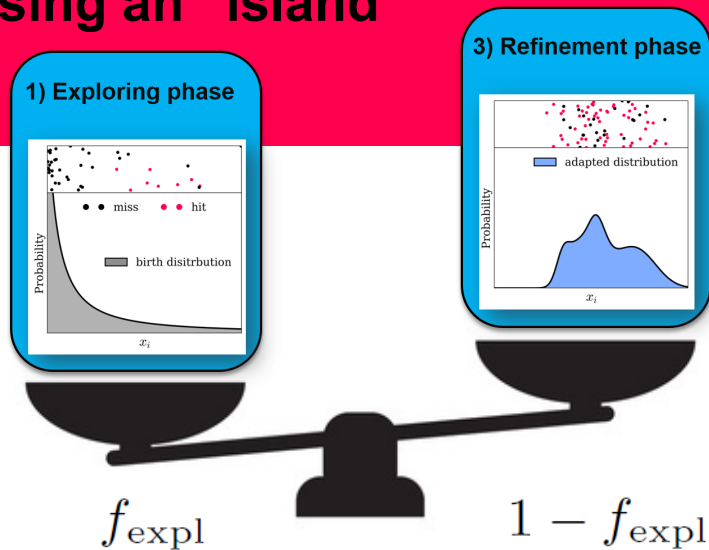 sing an "Island
1) Exploring phase
miss hit
birth disitrbution
Probability
x_i
3) Refinement phase
adapted distribution
Probability
x_i
f_expl
1 − f_expl